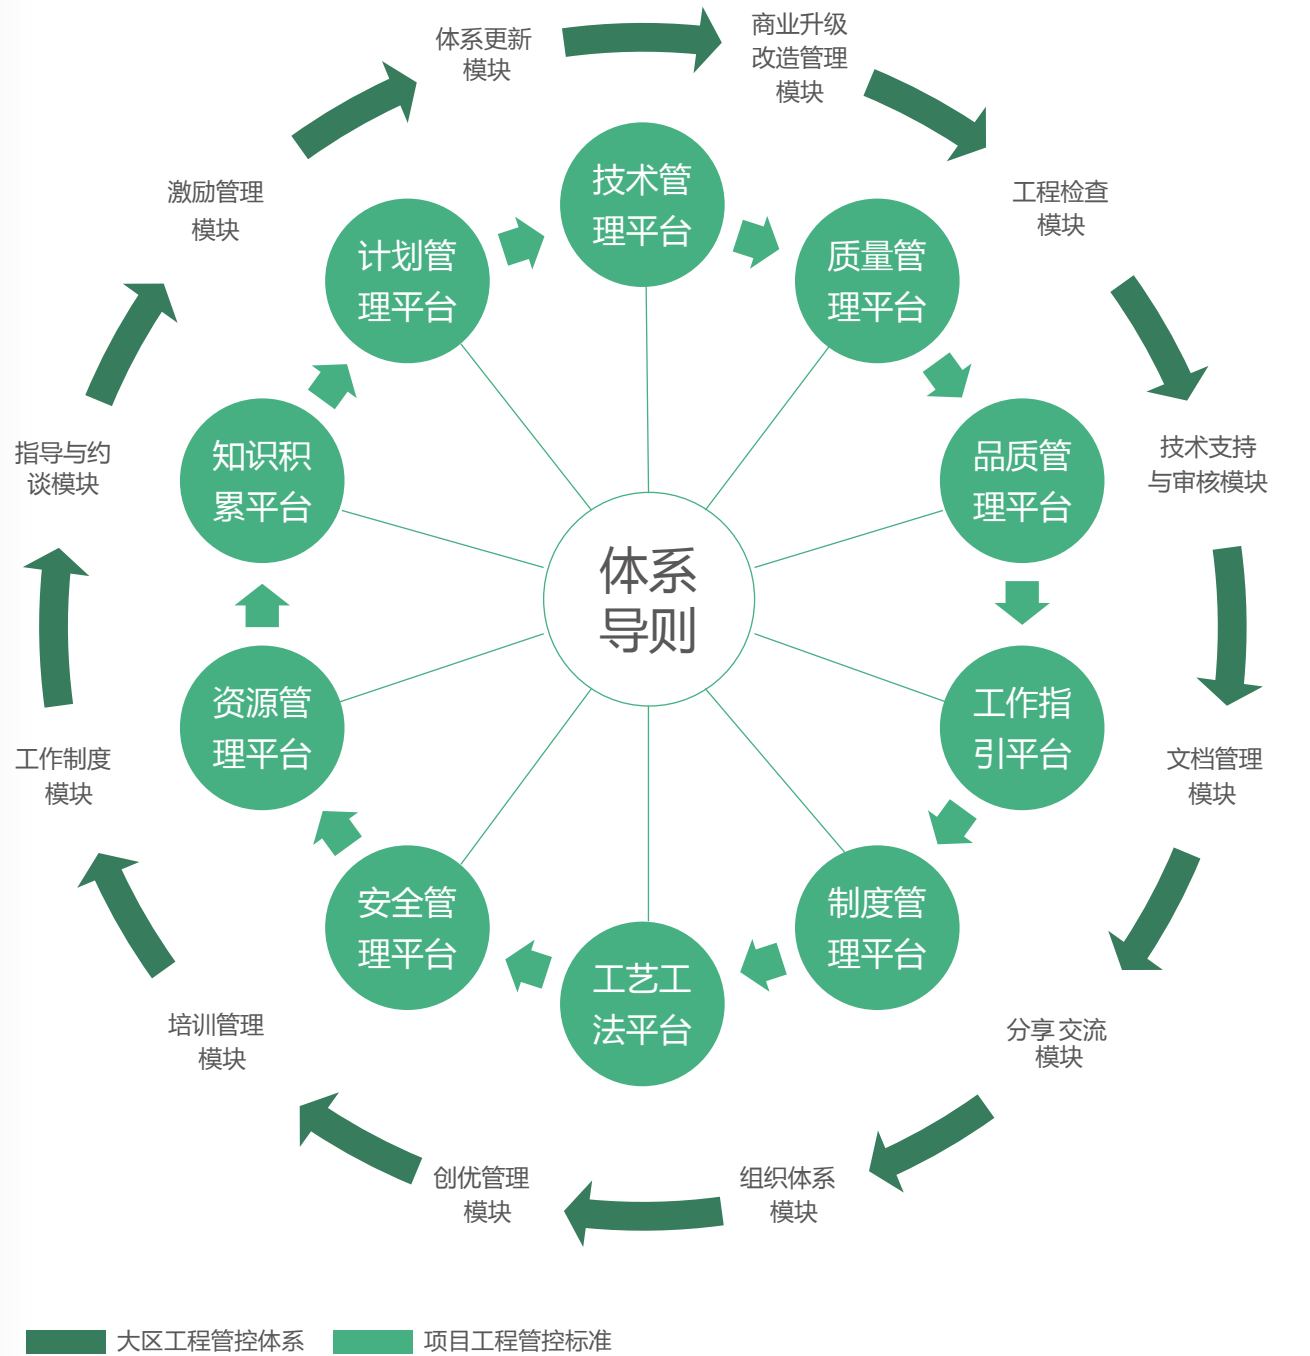 体系更新
模块
商业升级
改造管理
模块
工程检查
模块
技术支持
与审核模块
文档管理
模块
分享交流
模块
组织体系
模块
创优管理
模块
培训管理
模块
工作制度
模块
指导与约
谈模块
激励管理
模块
技术管
理平台
质量管
理平台
品质管
理平台
工作指
引平台
制度管
理平台
工艺工
法平台
安全管
理平台
资源管
理平台
知识积
累平台
计划管
理平台
体系
导则
大区工程管控体系
项目工程管控标准